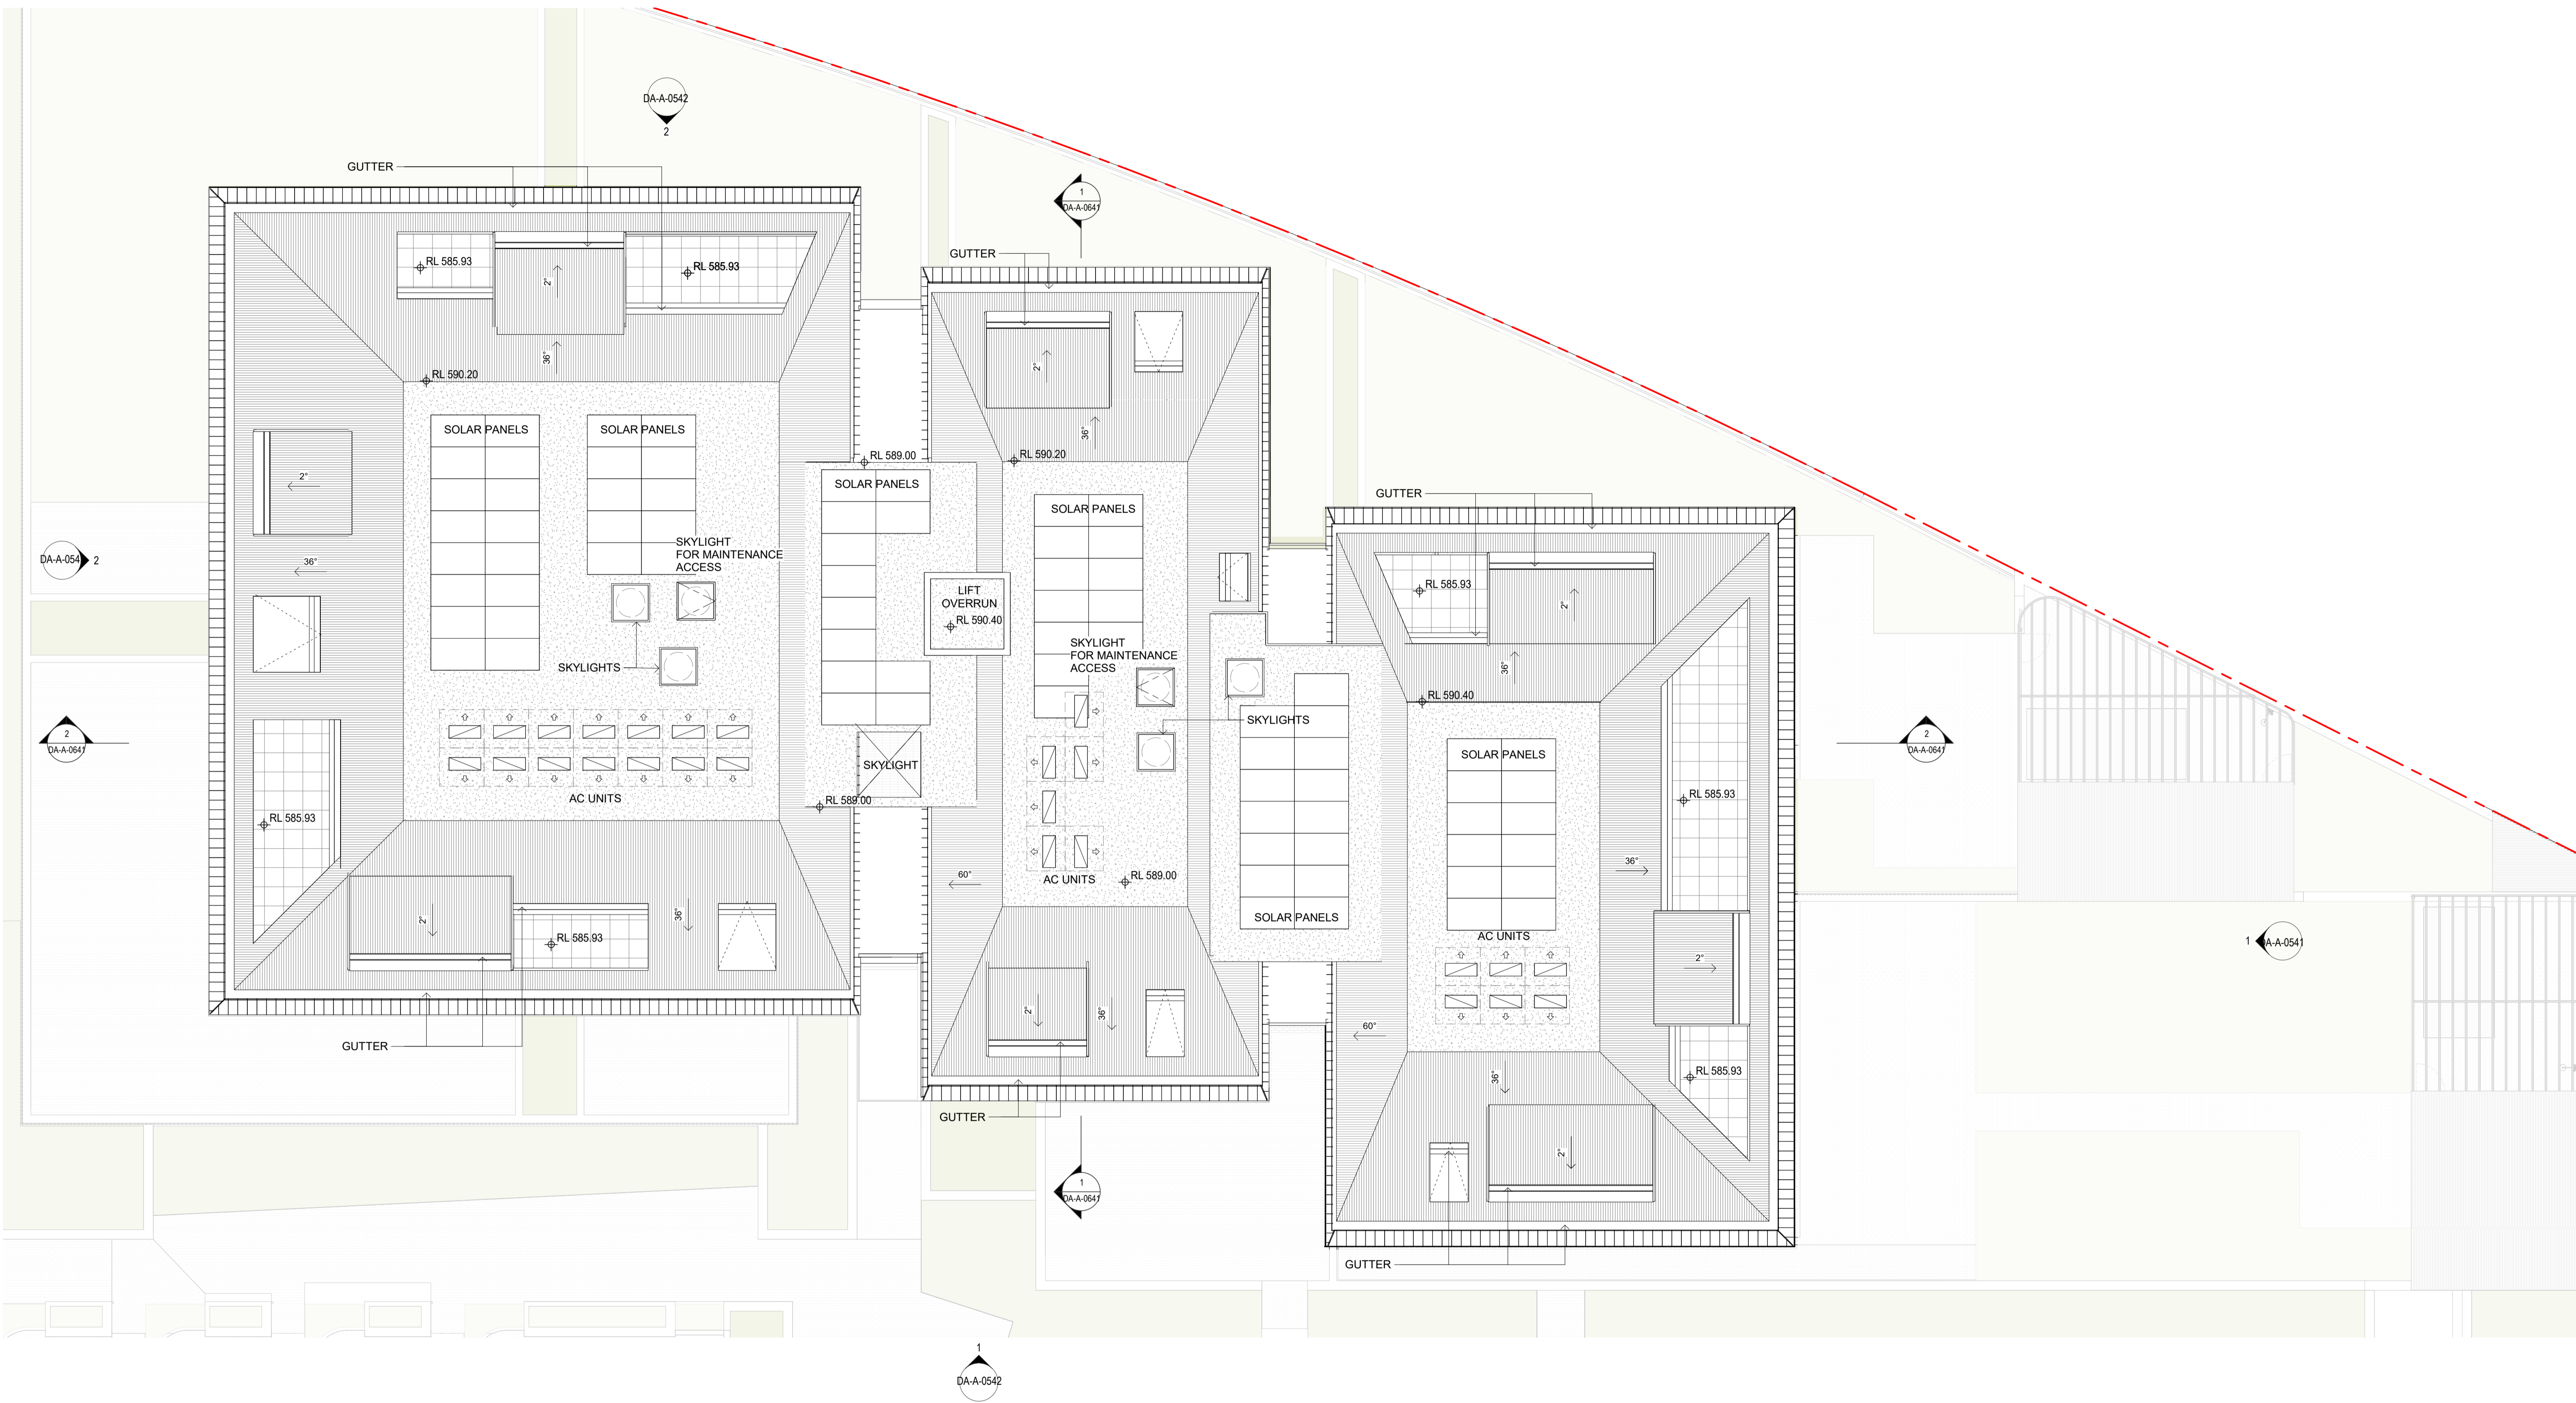 DA-A-0542
2
GUTTER
1
DA-A-0641
GUTTER
RL 585.93
RL 585.93
2°
36°
2°
36°
RL 590.20
SOLAR PANELS
SOLAR PANELS
RL 589.00
RL 590.20
SOLAR PANELS
SOLAR PANELS
2°
GUTTER
SKYLIGHT
FOR MAINTENANCE
ACCESS
DA-A-054
2
36°
LIFT
OVERRUN
RL 590.40
RL 585.93
2°
SKYLIGHT
FOR MAINTENANCE
ACCESS
SKYLIGHTS
36°
RL 590.40
SKYLIGHTS
2
DA-A-0641
2
DA-A-0641
SKYLIGHT
SOLAR PANELS
AC UNITS
RL 589.00
RL 585.93
RL 585.93
36°
60°
AC UNITS
RL 589.00
2°
36°
SOLAR PANELS
RL 585.93
AC UNITS
1
DA-A-0541
2°
2°
36°
60°
GUTTER
36°
RL 585.93
GUTTER
2°
1
DA-A-0641
GUTTER
1
DA-A-0542